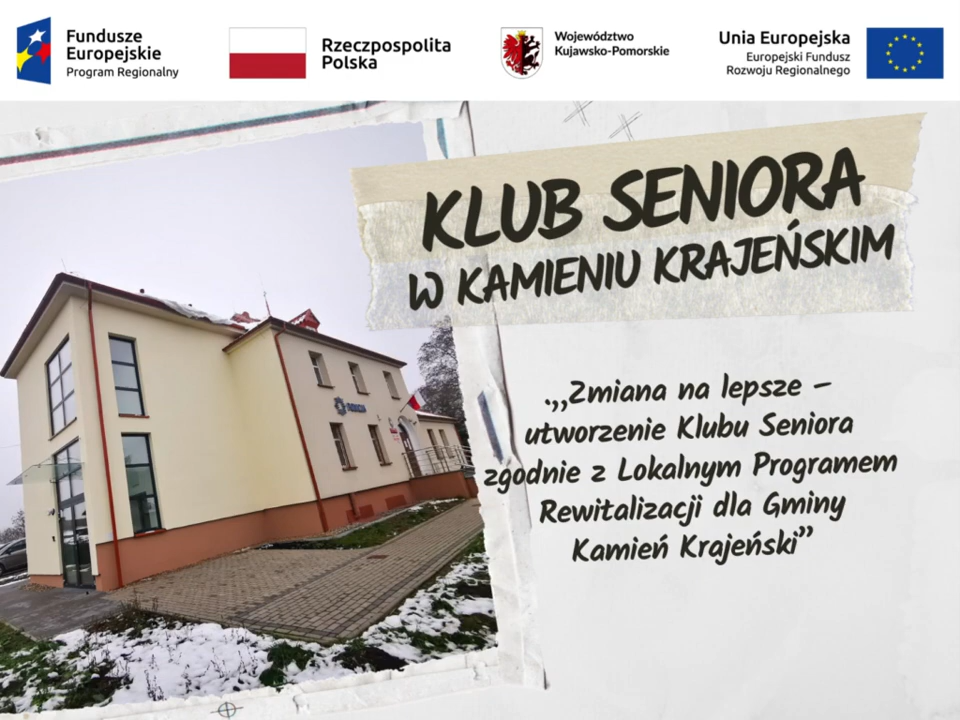 Fundusze
Europejskie
Program Regionalny
Rzeczpospolita
Polska
Województwo
Kujawsko-Pomorskie
Unia Europejska
Europejski Fundusz
Rozwoju Regionalnego
KLUB SENIORA
W KAMIENIU KRAJEŃSKIM
.,,Zmiana na lepsze –
utworzenie Klubu Seniora
zgodnie z Lokalnym Programem
Rewitalizacji dla Gminy
Kamień Krajeński”
POLICJA